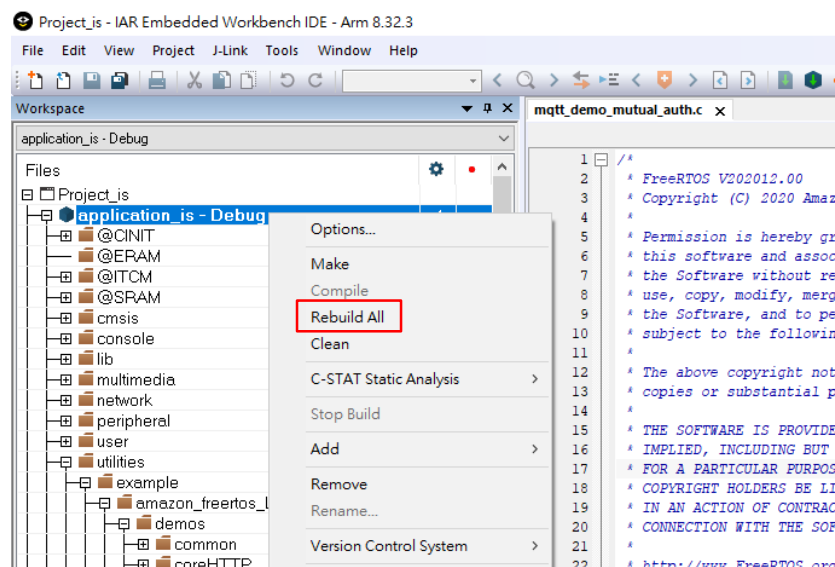 Project_is - IAR Embedded Workbench IDE - Arm 8.32.3
File Edit View Project J-Link Tools Window Help
Workspace
mqtt_demo_mutual_auth.c
application_is - Debug
Files
Project_is
application_is - Debug
@CINIT
@ERAM
@ITCM
@SRAM
cmsis
console
lib
multimedia
network
peripheral
user
utilities
example
amazon_freertos_
demos
common
coreHTTP
Options...
Make
Compile
Rebuild All
Clean
C-STAT Static Analysis
Stop Build
Add
Remove
Rename...
Version Control System
1 /*
2 * FreeRTOS V202012.00
3 * Copyright (C) 2020 Amaz
4 *
5 * Permission is hereby gr
6 * this software and assoc
7 * the Software without re
8 * use, copy, modify, merg
9 * the Software, and to pe
10 * subject to the followin
11 *
12 * The above copyright not
13 * copies or substantial p
14 *
15 * THE SOFTWARE IS PROVIDE
16 * IMPLIED, INCLUDING BUT
17 * FOR A PARTICULAR PURPOS
18 * COPYRIGHT HOLDERS BE LI
19 * IN AN ACTION OF CONTRAC
20 * CONNECTION WITH THE SOF
21 *
22 * http://www.FreeRTOS.org